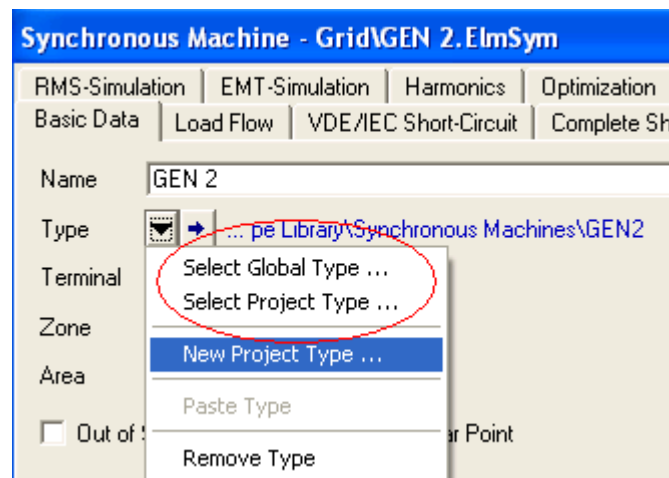 Synchronous Machine - Grid\GEN 2.ElmSym
RMS-Simulation EMT-Simulation Harmonics Optimization
Basic Data Load Flow VDE/IEC Short-Circuit Complete Sh
Name GEN 2
Type ... pe Library\Synchronous Machines\GEN2
Terminal Select Global Type ...
Select Project Type ...
Zone
New Project Type ...
Area
Paste Type
Out of Point
Remove Type